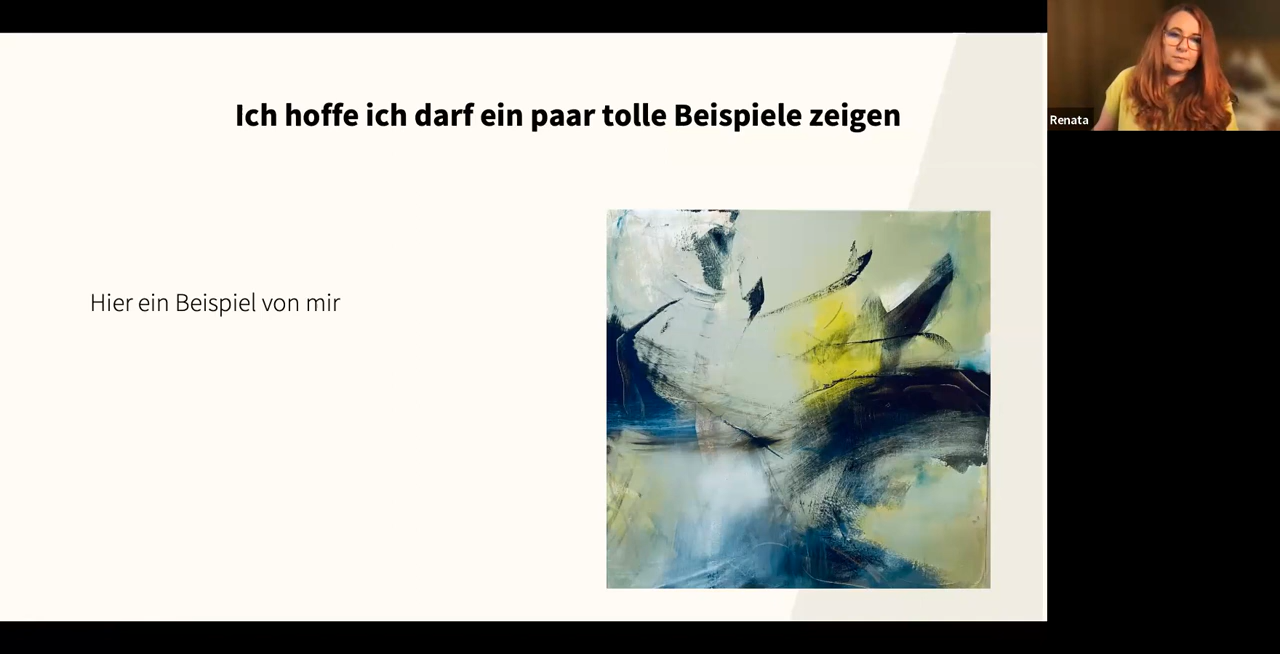 Ich hoffe ich darf ein paar tolle Beispiele zeigen
Hier ein Beispiel von mir
Renata